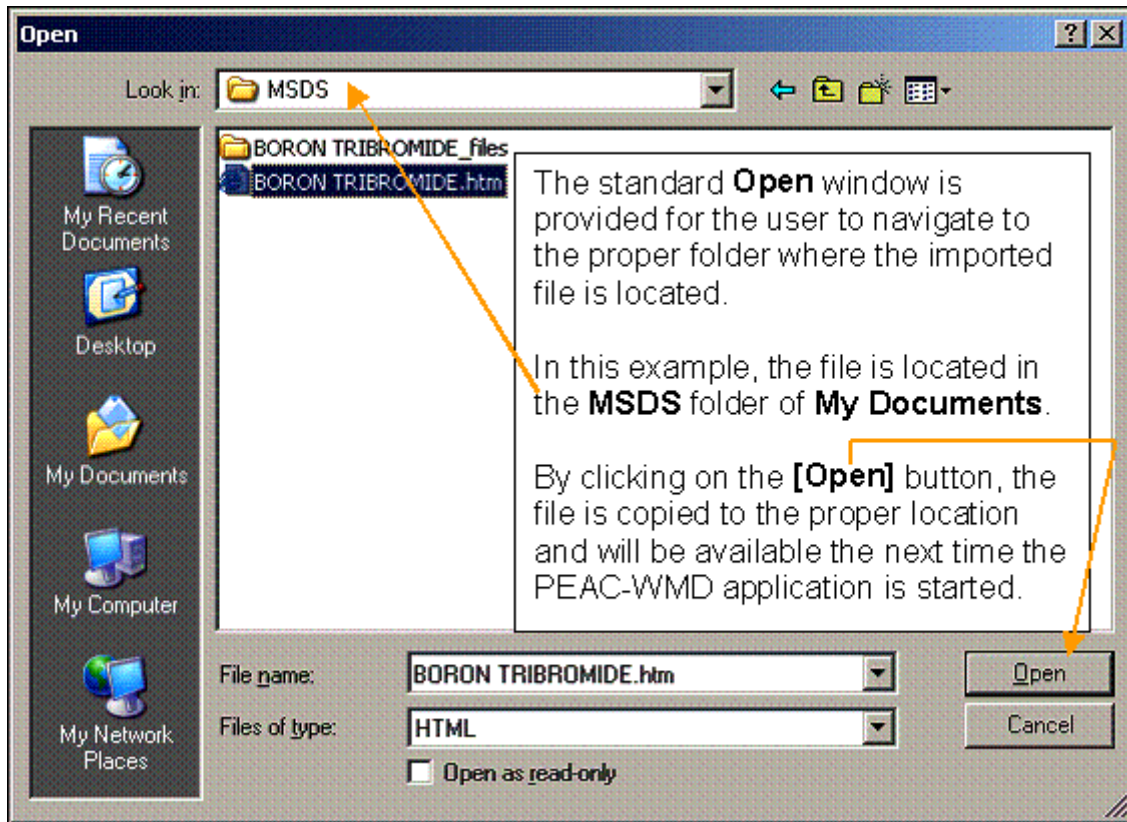 Open
Look in:
MSDS
BORON TRIBROMIDE_files
BORON TRIBROMIDE.htm
My Recent
Documents
Desktop
My Documents
My Computer
My Network
Places
The standard Open window is
provided for the user to navigate to
the proper folder where the imported
file is located.
In this example, the file is located in
the MSDS folder of My Documents.
By clicking on the [Open] button, the
file is copied to the proper location
and will be available the next time the
PEAC-WMD application is started.
File name:
BORON TRIBROMIDE.htm
Open
Files of type:
HTML
Cancel
Open as read-only